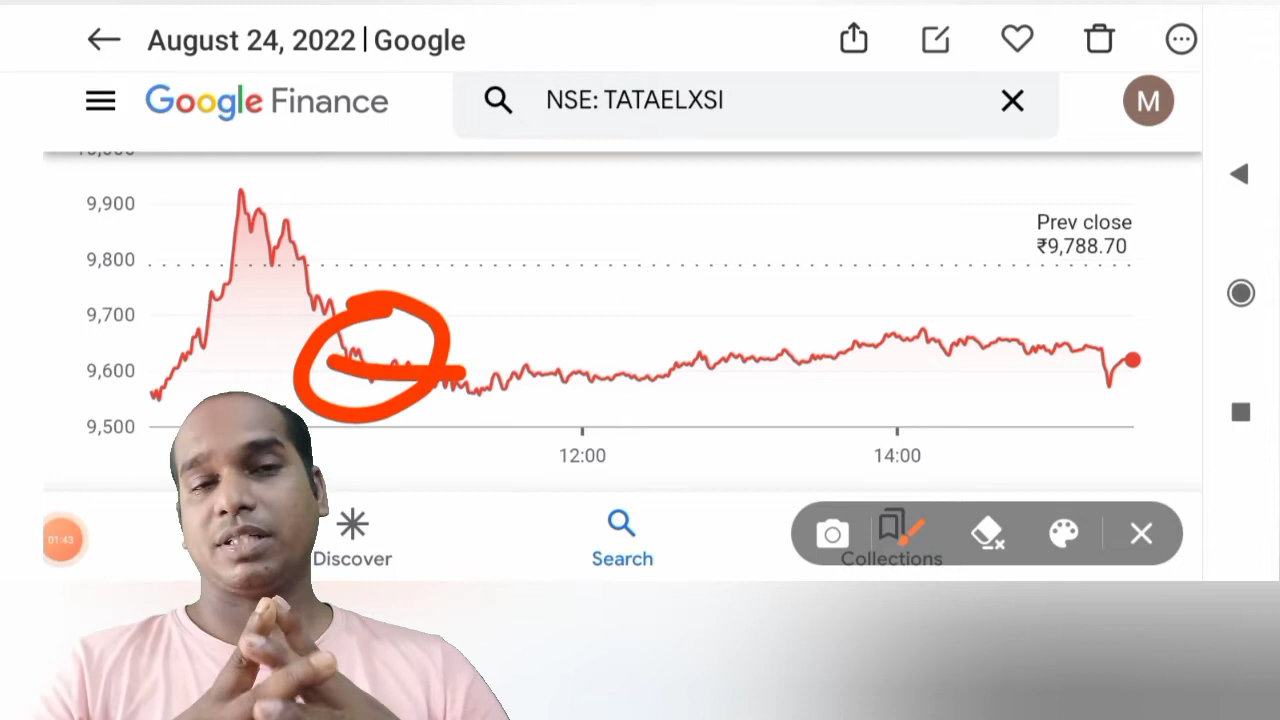 August 24, 2022 | Google
Google Finance
NSE: TATAELXSI
M
9,900
Prev close
₹9,788.70
9,800
9,700
9,600
9,500
12:00
14:00
01:43
Discover
Search
Collections